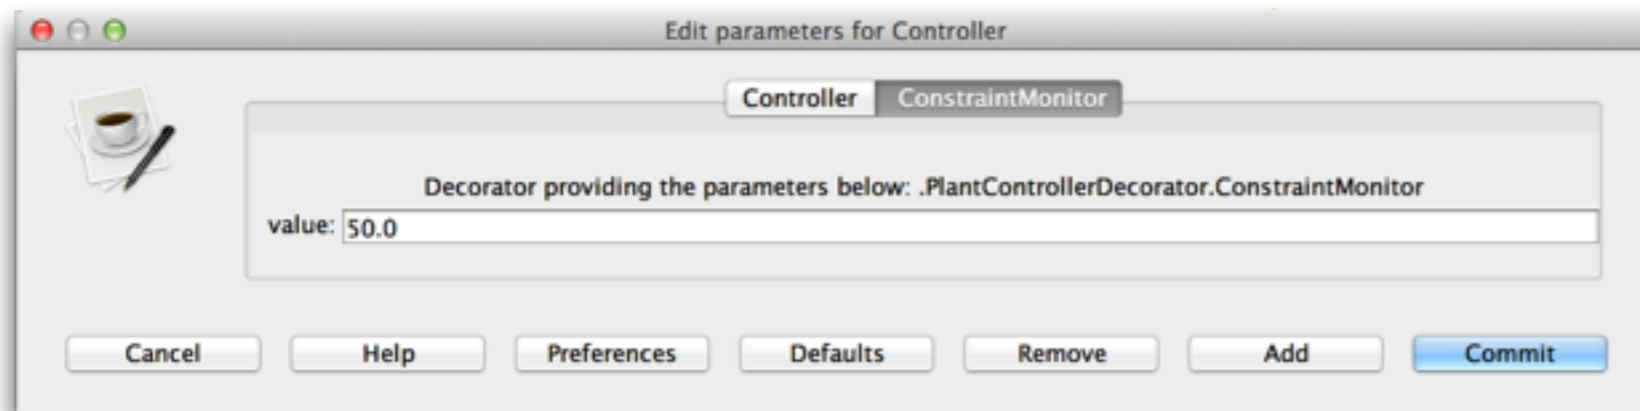 Edit parameters for Controller
Controller ConstraintMonitor
Decorator providing the parameters below: .PlantControllerDecorator.ConstraintMonitor
value: 50.0
Cancel Help Preferences Defaults Remove Add Commit